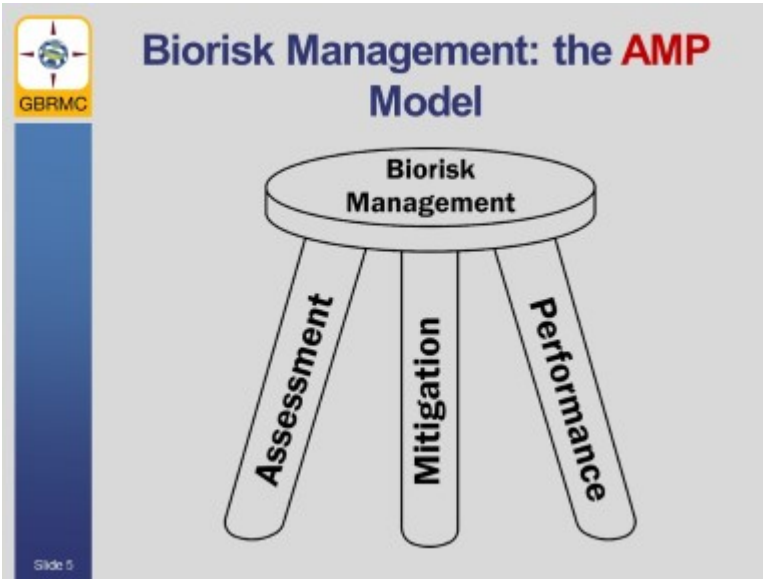 GBRMC
Biorisk Management: the AMP
Model
Biorisk
Management
Assessment
Mitigation
Performance
Slide 5